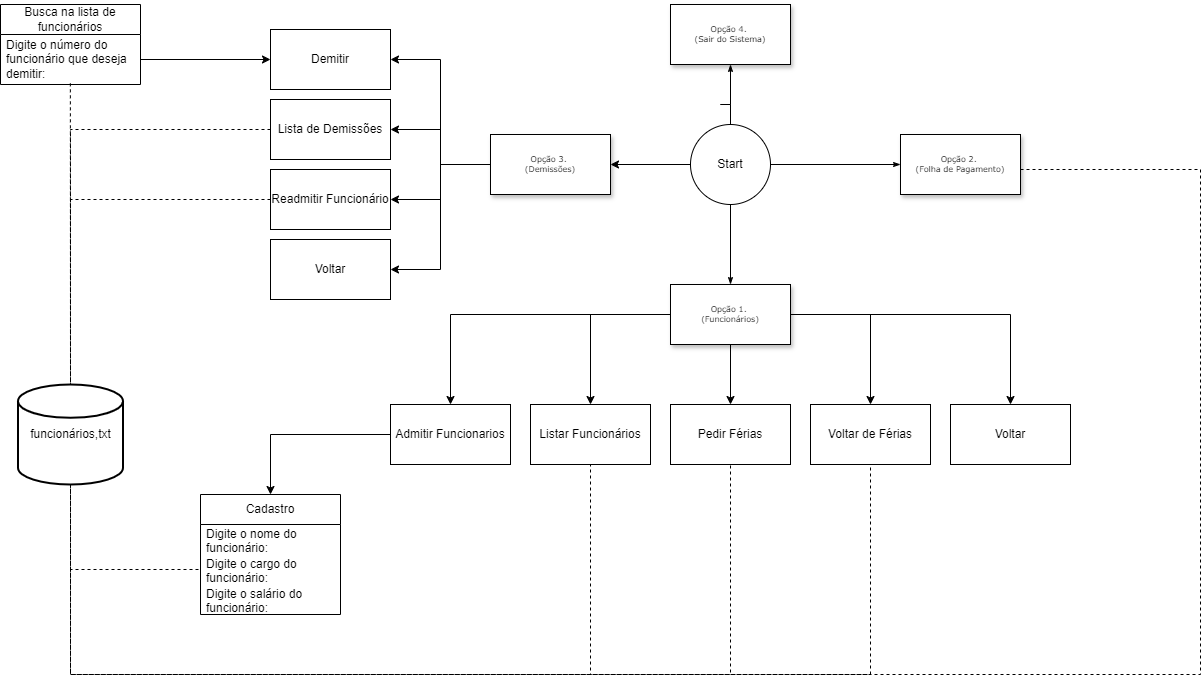 Busca na lista de
funcionários
Digite o número do
funcionário que deseja
demitir:
Demitir
Lista de Demissões
Readmitir Funcionário
Voltar
Opção 3.
(Demissões)
Opção 4.
(Sair do Sistema)
Start
Opção 2.
(Folha de Pagamento)
Opção 1.
(Funcionários)
Admitir Funcionarios
Listar Funcionários
Pedir Férias
Voltar de Férias
Voltar
funcionários,txt
Cadastro
Digite o nome do
funcionário:
Digite o cargo do
funcionário:
Digite o salário do
funcionário: